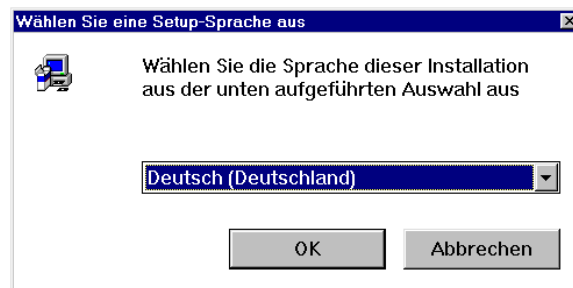 Wählen Sie eine Setup-Sprache aus
Wählen Sie die Sprache dieser Installation
aus der unten aufgeführten Auswahl aus
Deutsch (Deutschland)
OK
Abbrechen